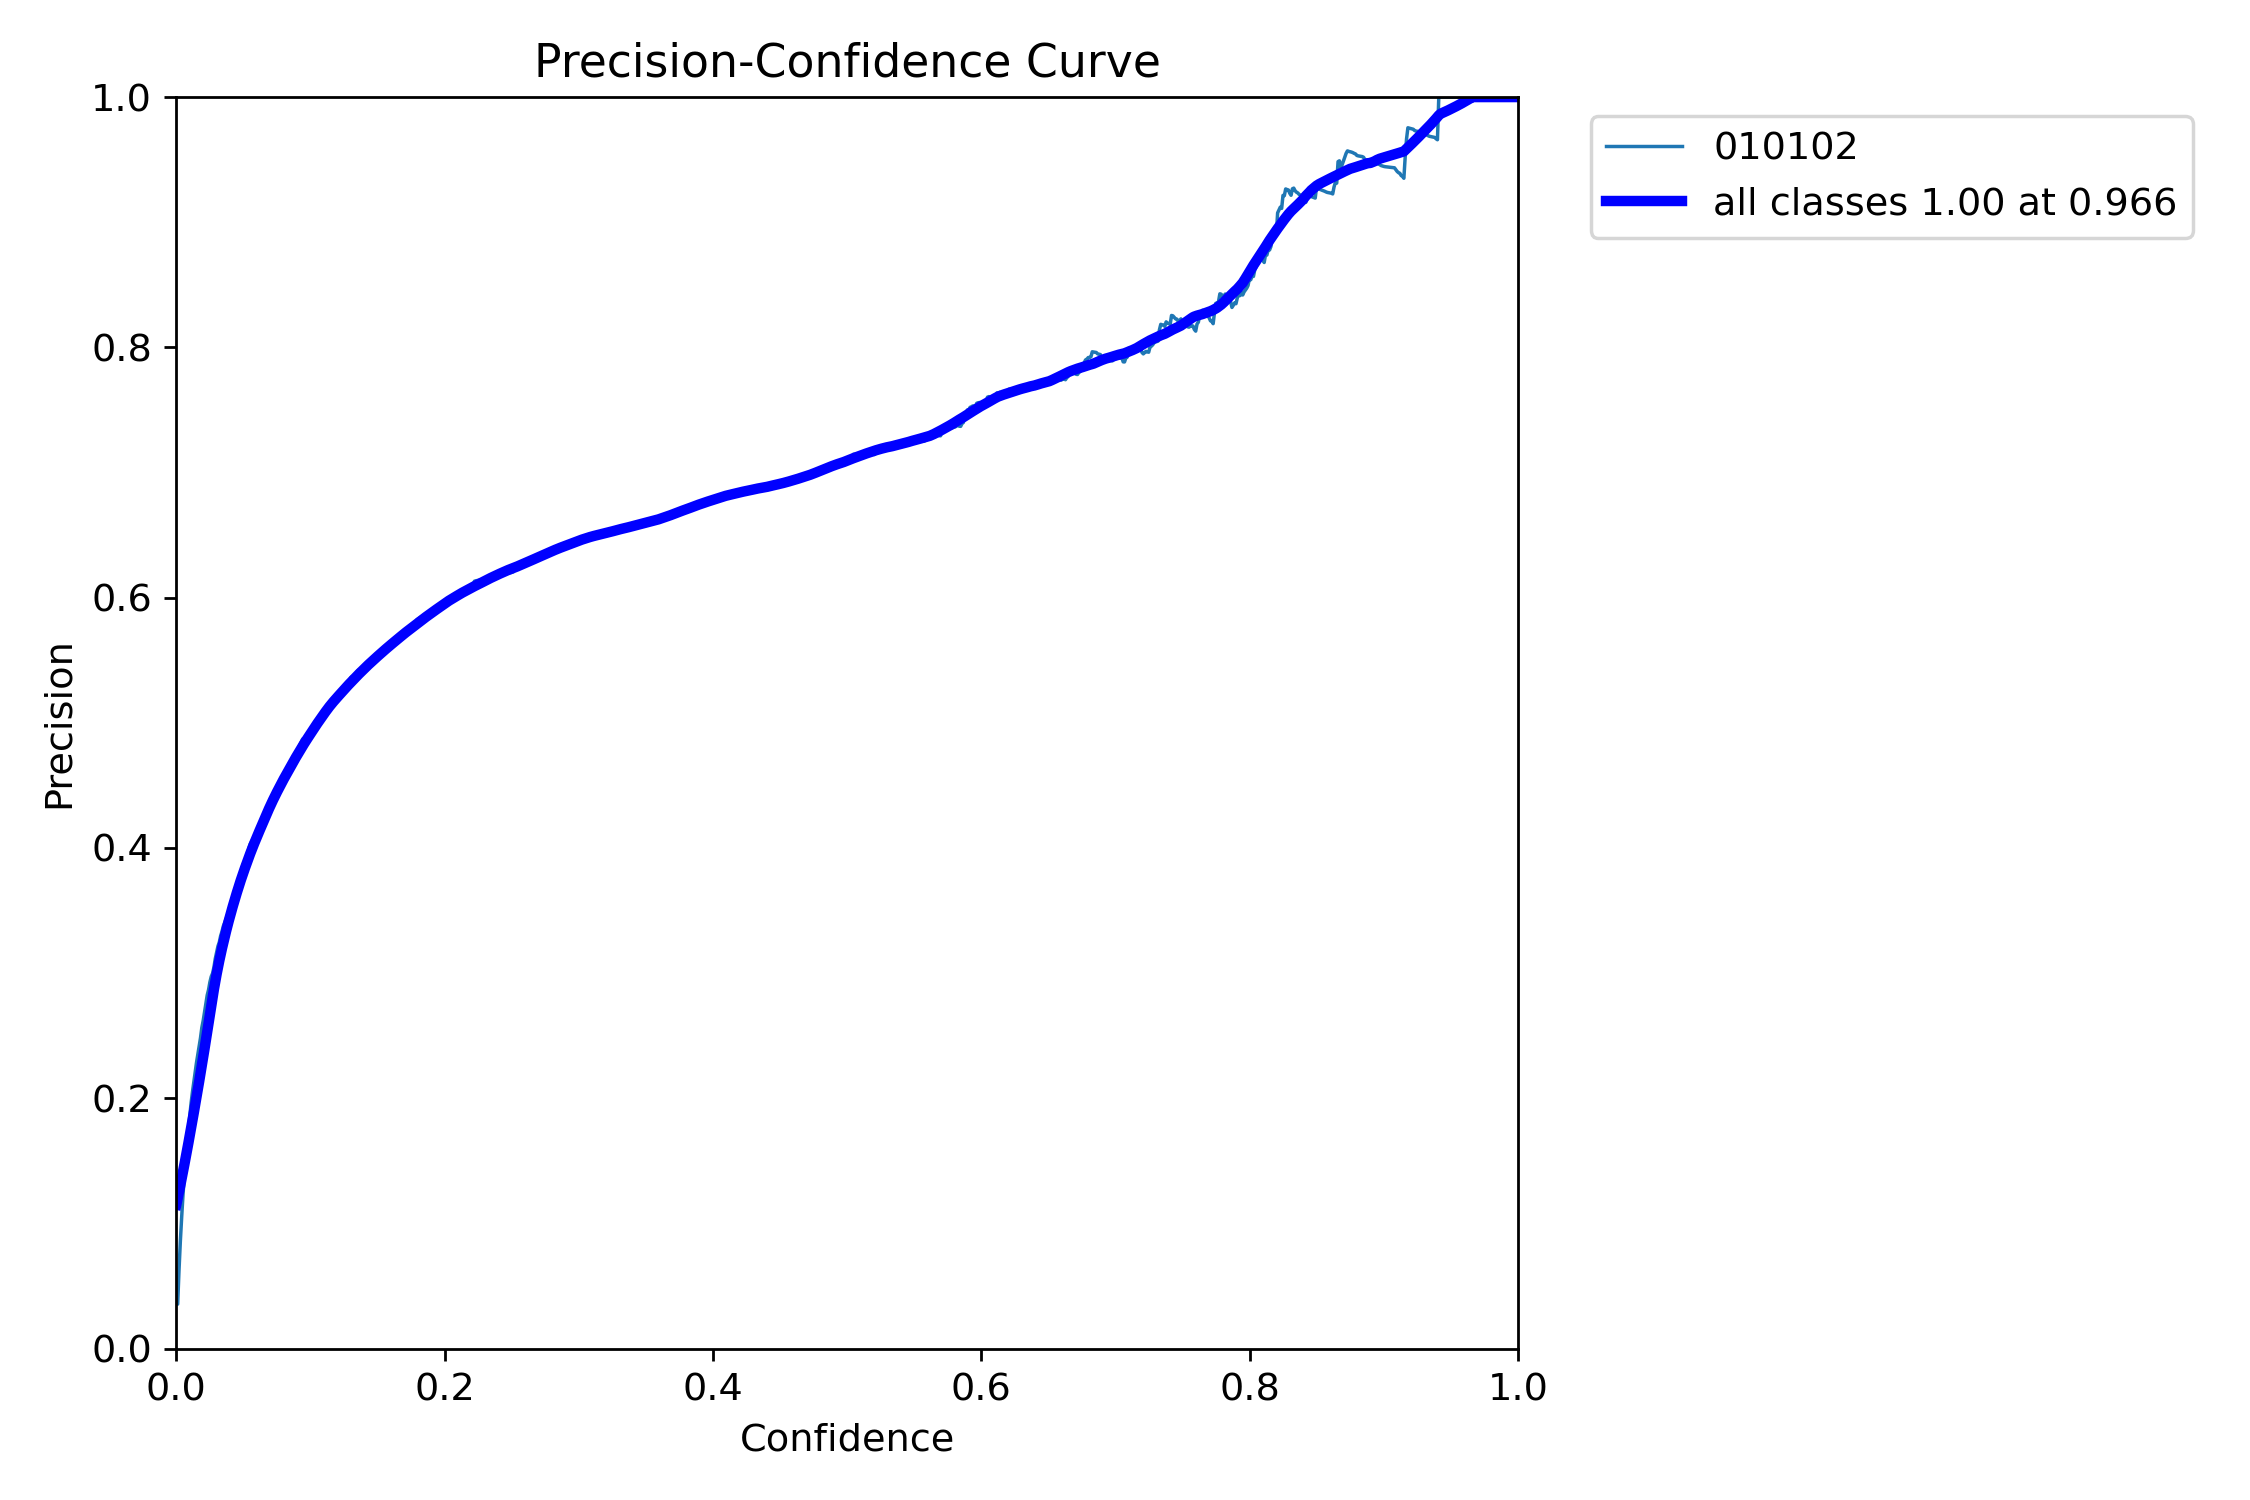 Precision-Confidence Curve
1.0
0.8
0.6
0.4
0.2
0.0
Precision
0.0 0.2 0.4 0.6 0.8 1.0
Confidence
010102
all classes 1.00 at 0.966